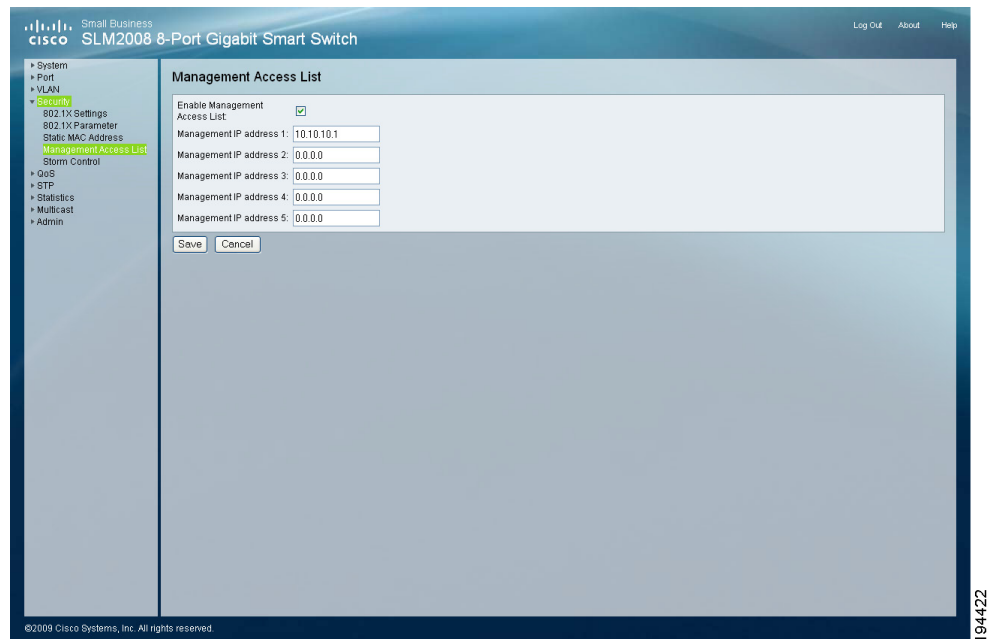 Small Business
CISCO SLM2008 8-Port Gigabit Smart Switch
Log Out About Help
System
Port
VLAN
Security
802.1X Settings
802.1X Parameter
Static MAC Address
Management Access List
Storm Control
QoS
STP
Statistics
Multicast
Admin
Management Access List
Enable Management
Access List:
Management IP address 1: 10.10.10.1
Management IP address 2: 0.0.0.0
Management IP address 3: 0.0.0.0
Management IP address 4: 0.0.0.0
Management IP address 5: 0.0.0.0
Save Cancel
©2009 Cisco Systems, Inc. All rights reserved.
194422